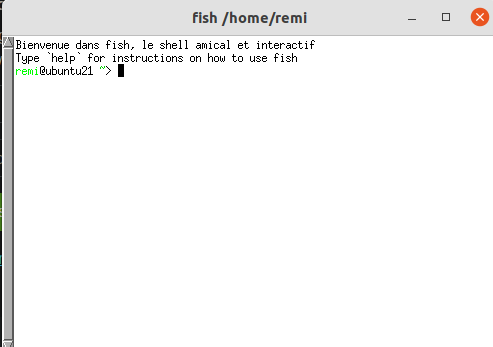 fish /home/remi
Bienvenue dans fish, le shell amical et interactif
Type `help` for instructions on how to use fish
remi@ubuntu21 ~>